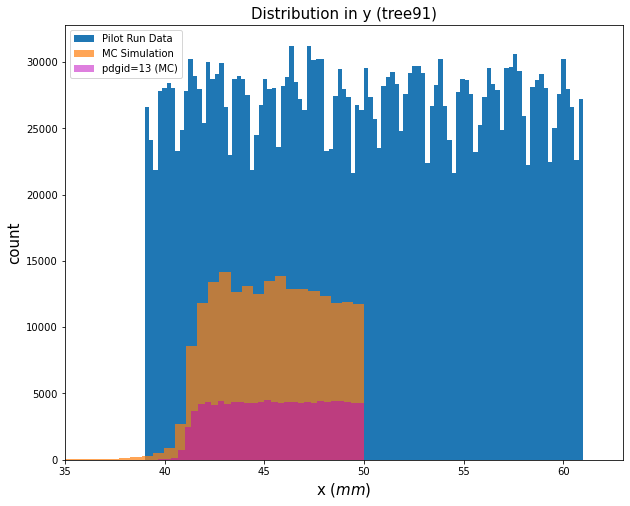 Distribution in y (tree91)
Pilot Run Data
MC Simulation
pdgid=13 (MC)
count
30000
25000
20000
15000
10000
5000
0
35 40 45 50 55 60
x (mm)